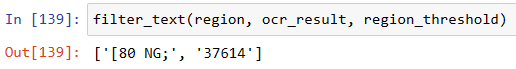 In [139]: filter_text(region, ocr_result, region_threshold)
Out[139]: ['[80 NG;', '37614']